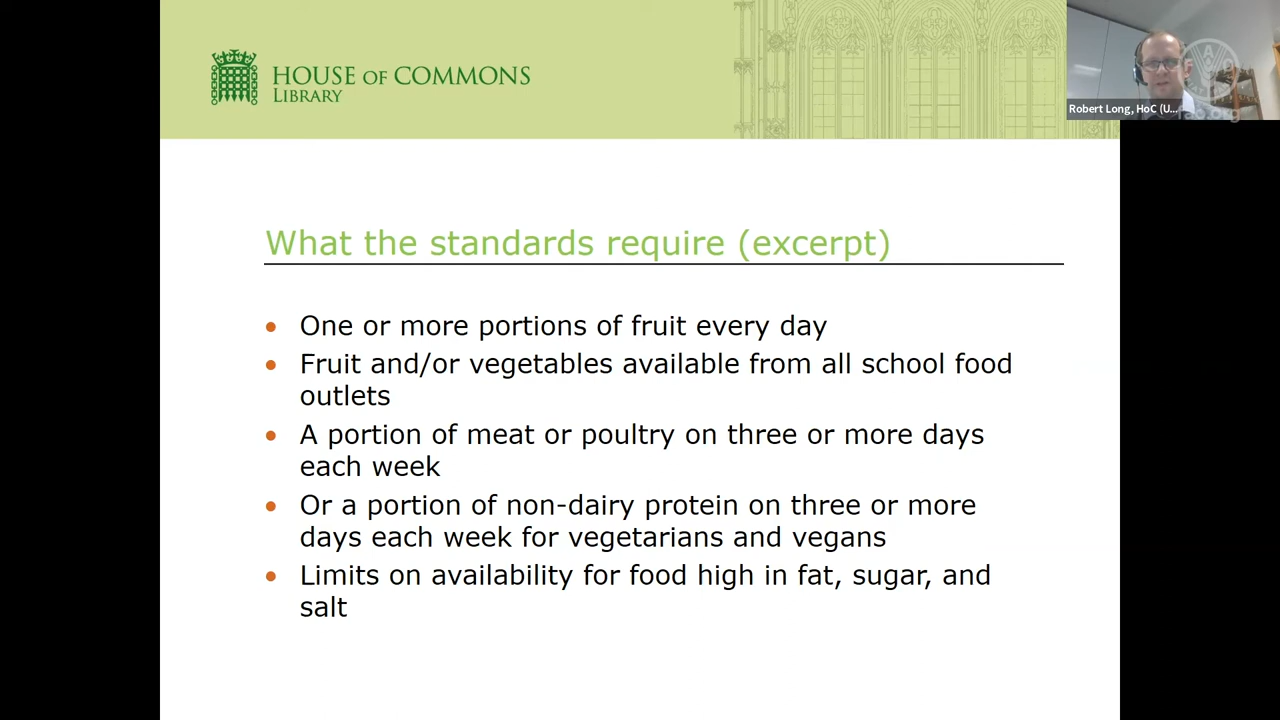 HOUSE OF COMMONS
LIBRARY
Robert Long, HoC (U...
fao.org
What the standards require (excerpt)
One or more portions of fruit every day
Fruit and/or vegetables available from all school food
outlets
A portion of meat or poultry on three or more days
each week
Or a portion of non-dairy protein on three or more
days each week for vegetarians and vegans
Limits on availability for food high in fat, sugar, and
salt